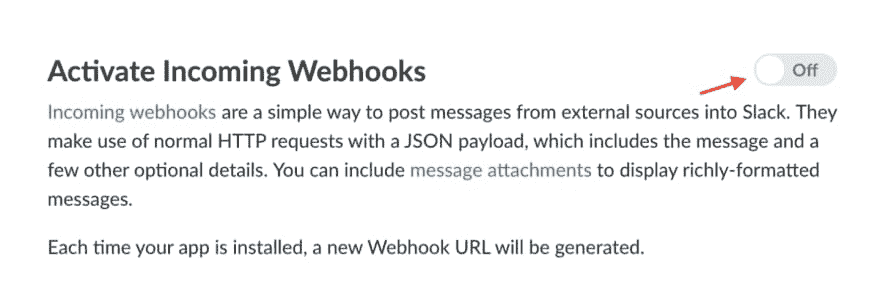 Activate Incoming Webhooks
Off
Incoming webhooks are a simple way to post messages from external sources into Slack. They
make use of normal HTTP requests with a JSON payload, which includes the message and a
few other optional details. You can include message attachments to display richly-formatted
messages.
Each time your app is installed, a new Webhook URL will be generated.